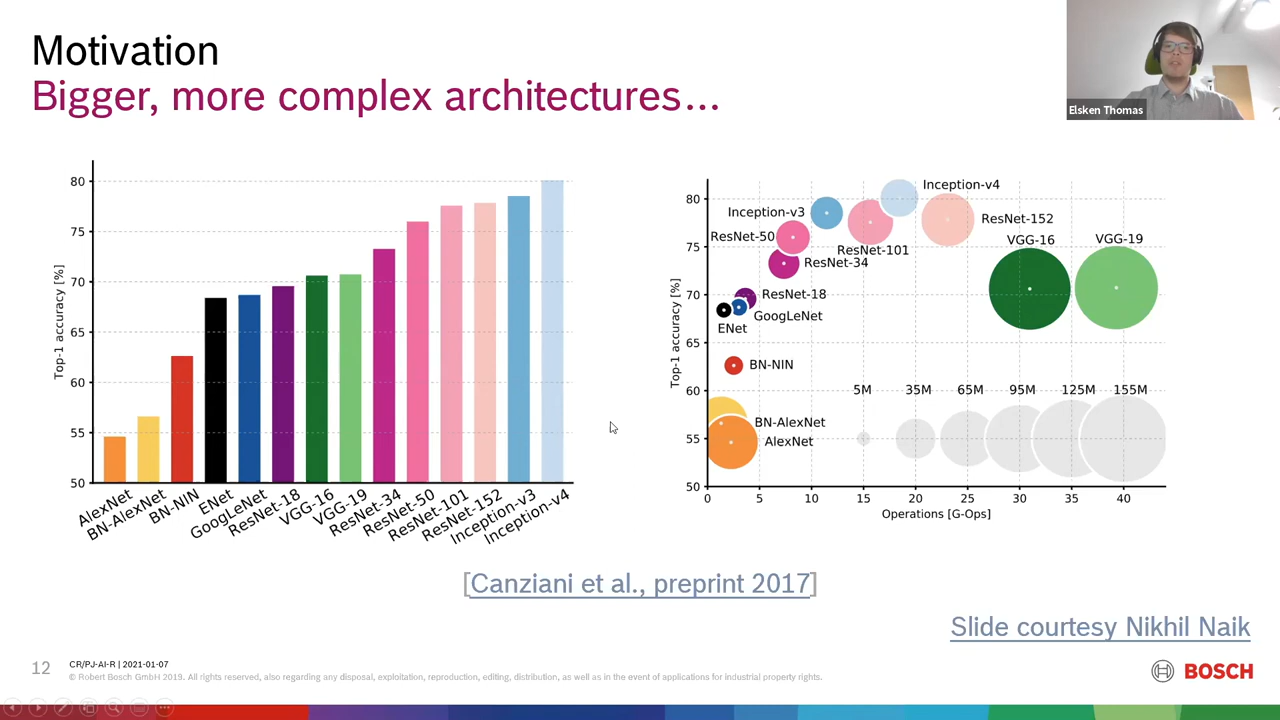 Motivation
Bigger, more complex architectures...
Elsken Thomas
80
75
70
65
60
55
50
Top-1 accuracy [%]
AlexNet
BN-AlexNet
BN-NIN
ENet
GoogLeNet
ResNet-18
VGG-16
VGG-19
ResNet-34
ResNet-50
ResNet-101
ResNet-152
Inception-v3
Inception-v4
80
75
70
65
60
55
50
Top-1 accuracy [%]
Inception-v4
Inception-v3
ResNet-152
ResNet-50
VGG-16
VGG-19
ResNet-101
ResNet-34
ResNet-18
GoogLeNet
ENet
BN-NIN
5M 35M 65M 95M 125M 155M
BN-AlexNet
AlexNet
0 5 10 15 20 25 30 35 40
Operations [G-Ops]
[Canziani et al., preprint 2017]
Slide courtesy Nikhil Naik
12
CR/PJ-AI-R | 2021-01-07
© Robert Bosch GmbH 2019. All rights reserved, also regarding any disposal, exploitation, reproduction, editing, distribution, as well as in the event of applications for industrial property rights.
BOSCH